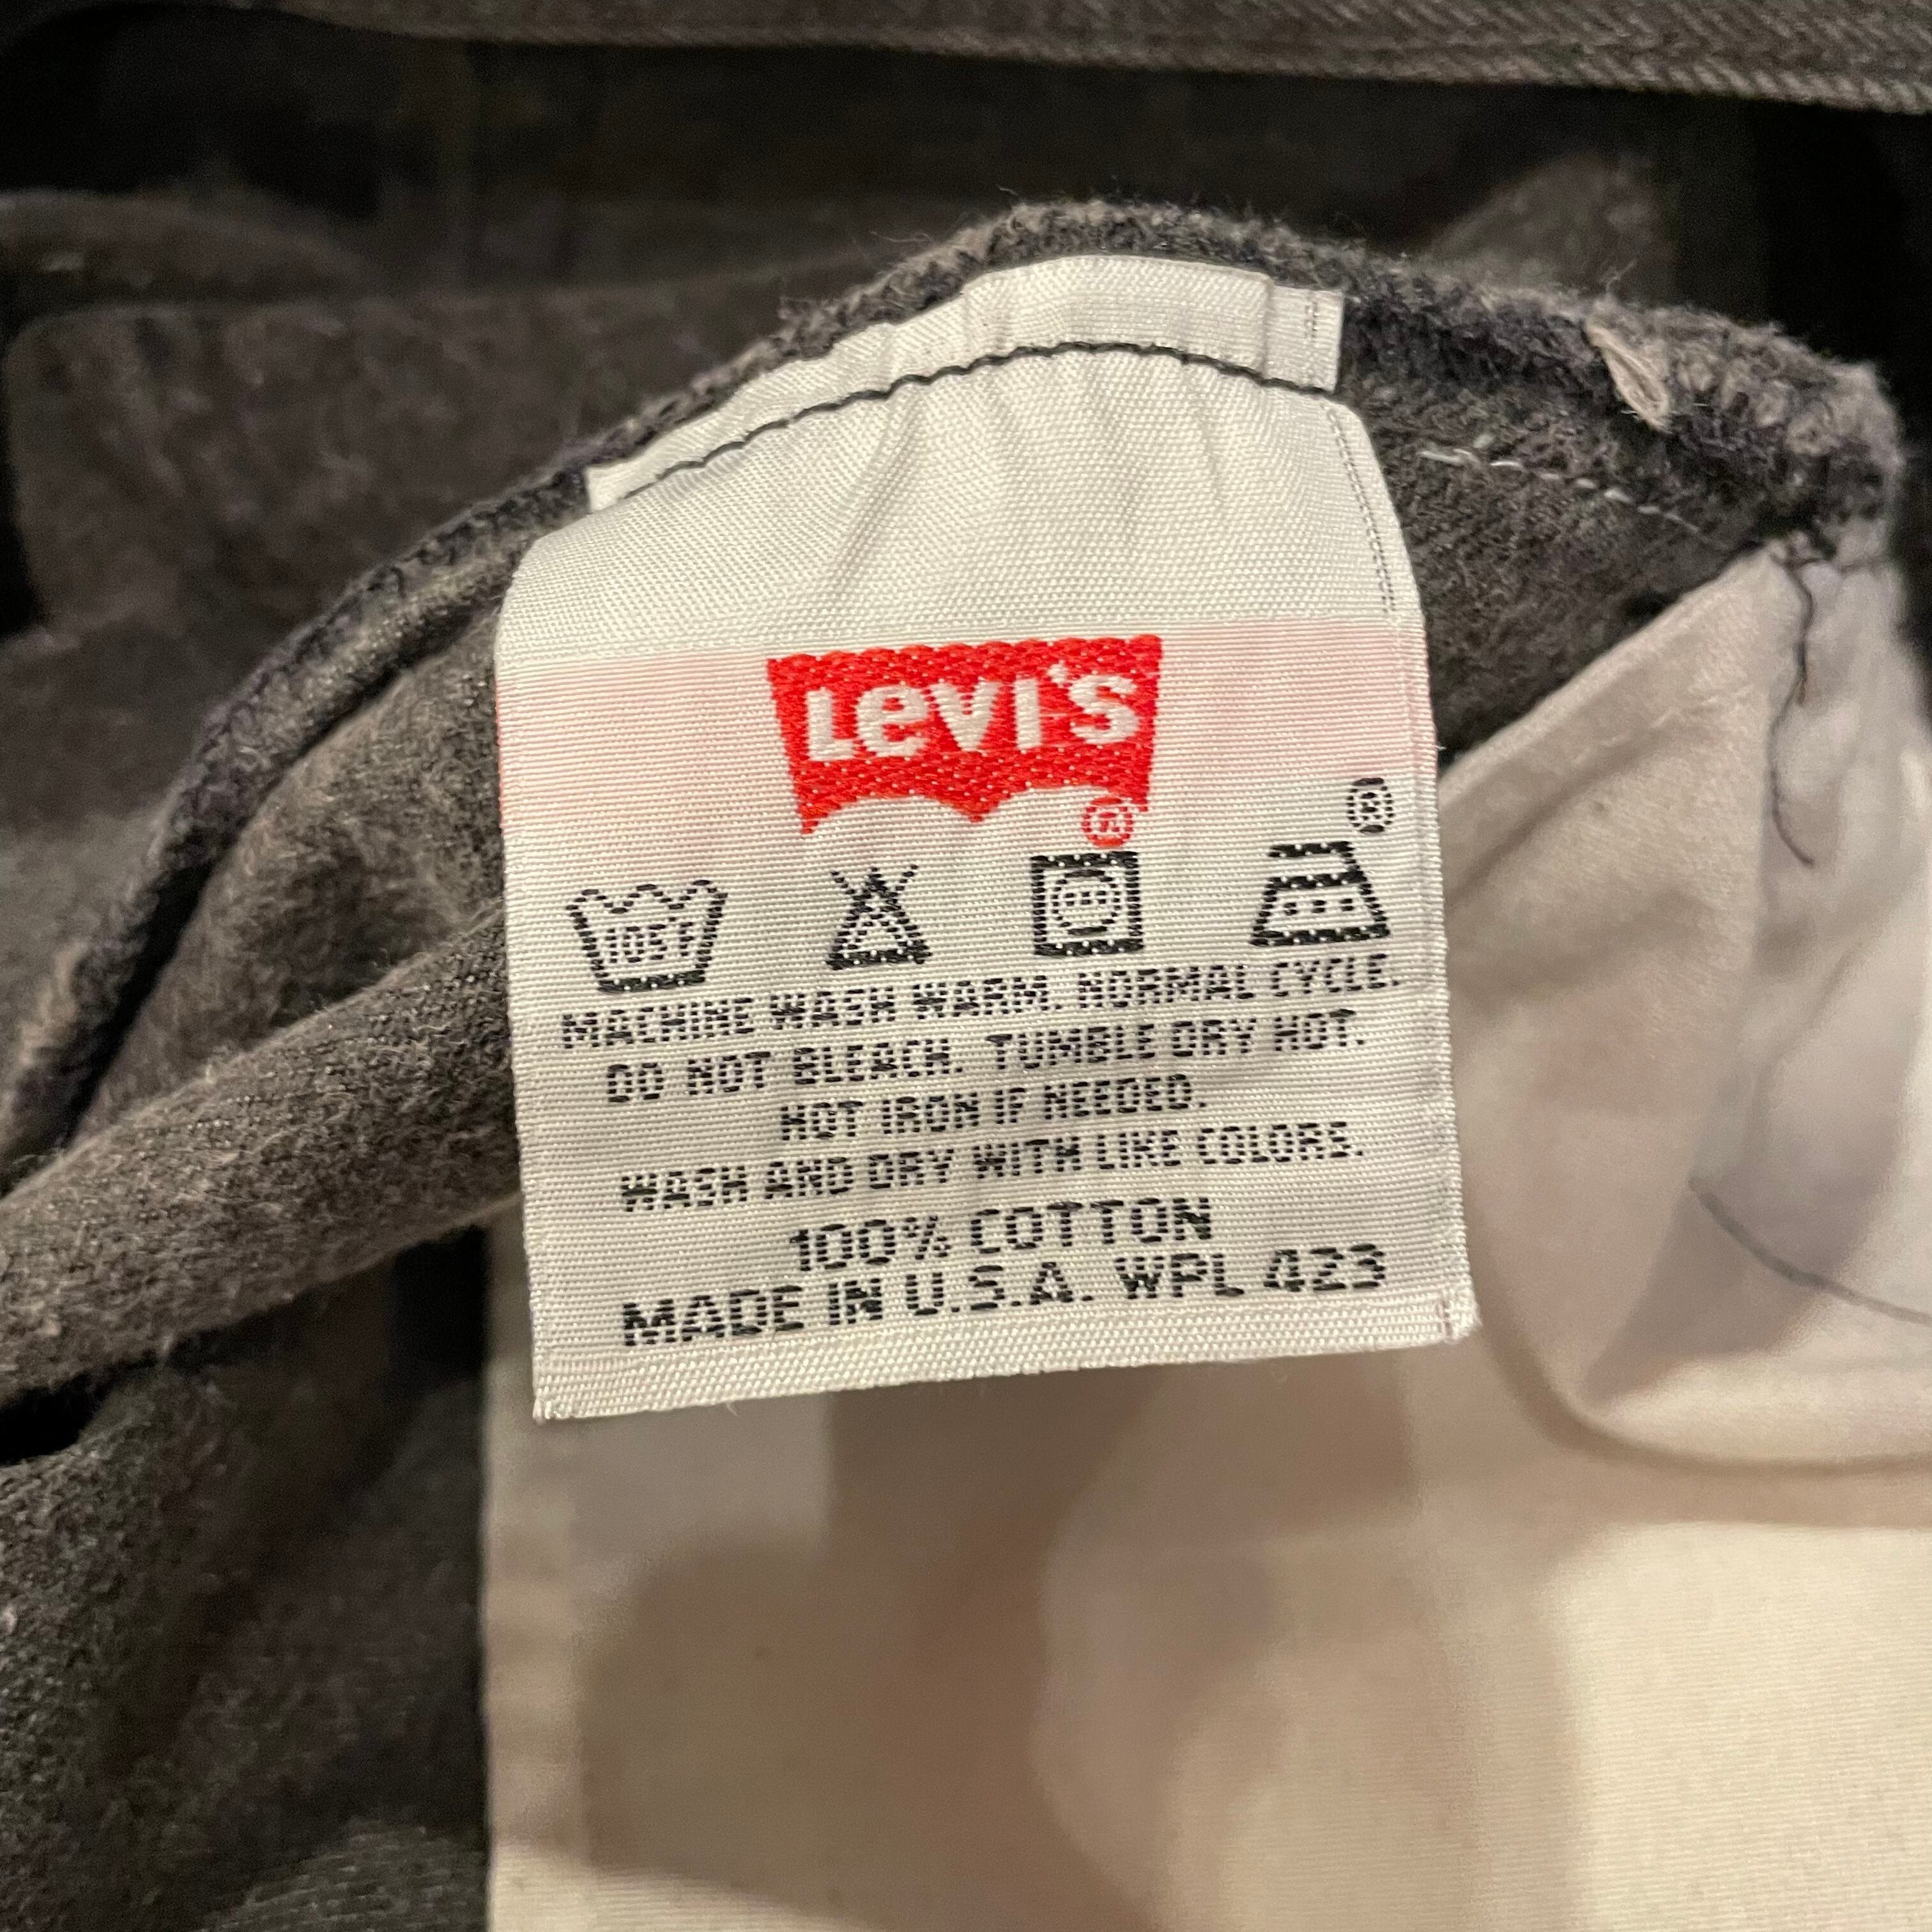 LEVI'S
®
®
105°F
MACHINE WASH WARM. NORMAL CYCLE.
DO NOT BLEACH. TUMBLE DRY HOT.
HOT IRON IF NEEDED.
WASH AND DRY WITH LIKE COLORS.
100% COTTON
MADE IN U.S.A. WPL 423